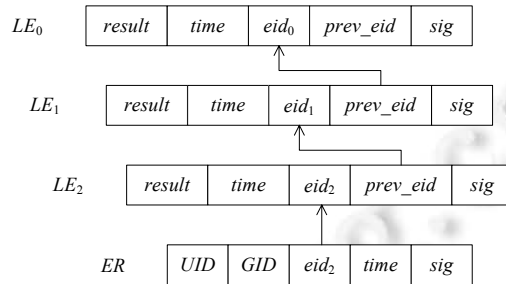 LE₀ result time eid₀ prev_eid sig
LE₁ result time eid₁ prev_eid sig
LE₂ result time eid₂ prev_eid sig
ER UID GID eid₂ time sig